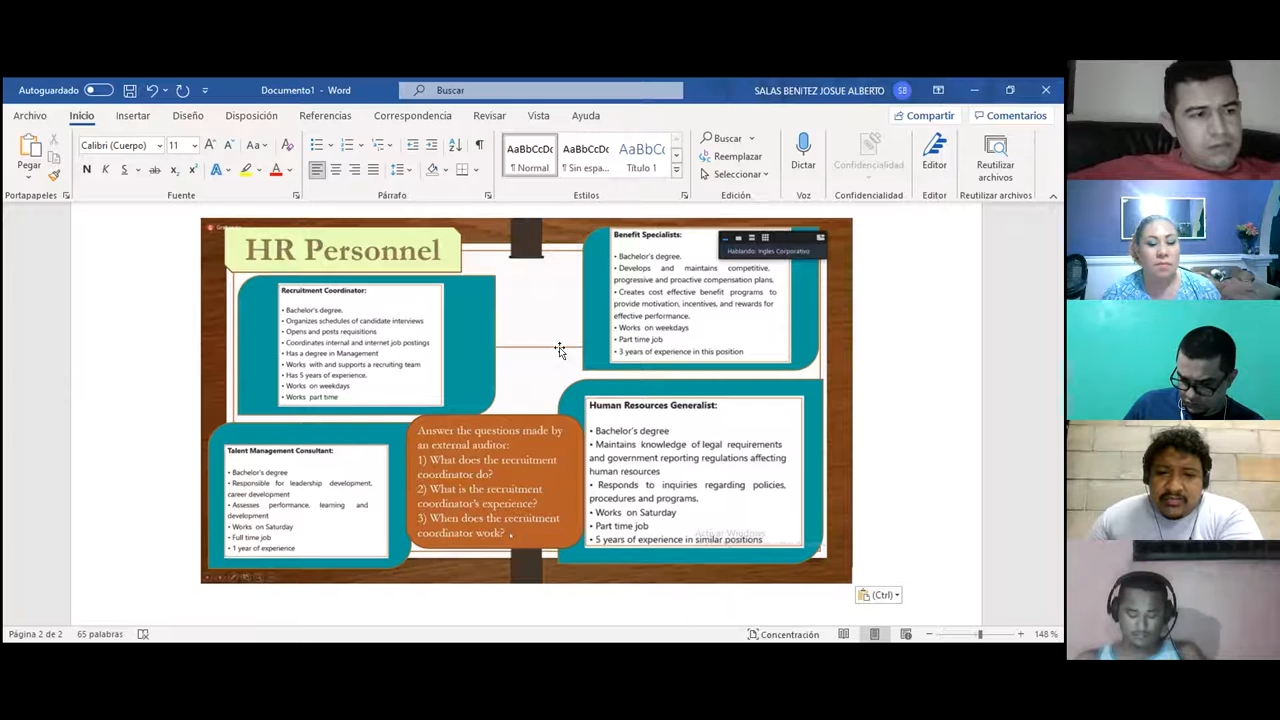 Autoguardado
Documento1 - Word
Buscar
SALAS BENITEZ JOSUE ALBERTO
SB
Archivo Inicio Insertar Diseño Disposición Referencias Correspondencia Revisar Vista Ayuda
Compartir
Comentarios
Pegar
Calibri (Cuerpo)
11
A A Aa
N K S ab x₂ x² A A
AaBbCcDc AaBbCcDc AaBbCc
¶ Normal ¶ Sin espa... Título 1
Buscar
Reemplazar
Seleccionar
Dictar
Confidencialidad
Editor
Reutilizar archivos
Portapapeles Fuente Párrafo Estilos Edición Voz Confidencialidad Editor Reutilizar archivos
HR Personnel
Recruitment Coordinator:
• Bachelor's degree.
• Organizes schedules of candidate interviews
• Opens and posts requisitions
• Coordinates internal and internet job postings
• Has a degree in Management
• Works with and supports a recruiting team
• Has 5 years of experience.
• Works on weekdays
• Works part time
Benefit Specialists:
Hablando: Ingles Corporativo
• Bachelor's degree.
• Develops and maintains competitive,
progressive and proactive compensation plans.
• Creates cost effective benefit programs to
provide motivation, incentives, and rewards for
effective performance.
• Works on weekdays
• Part time job
• 3 years of experience in this position
Talent Management Consultant:
• Bachelor's degree
• Responsible for leadership development,
career development
• Assesses performance, learning and
development
• Works on Saturday
• Full time job
• 1 year of experience
Answer the questions made by
an external auditor:
1) What does the recruitment
coordinator do?
2) What is the recruitment
coordinator's experience?
3) When does the recruitment
coordinator work? .
Human Resources Generalist:
• Bachelor's degree
• Maintains knowledge of legal requirements
and government reporting regulations affecting
human resources
• Responds to inquiries regarding policies,
procedures and programs.
• Works on Saturday
• Part time job
• 5 years of experience in similar positions
Activar Windows
(Ctrl)
Página 2 de 2
65 palabras
Concentración
148 %